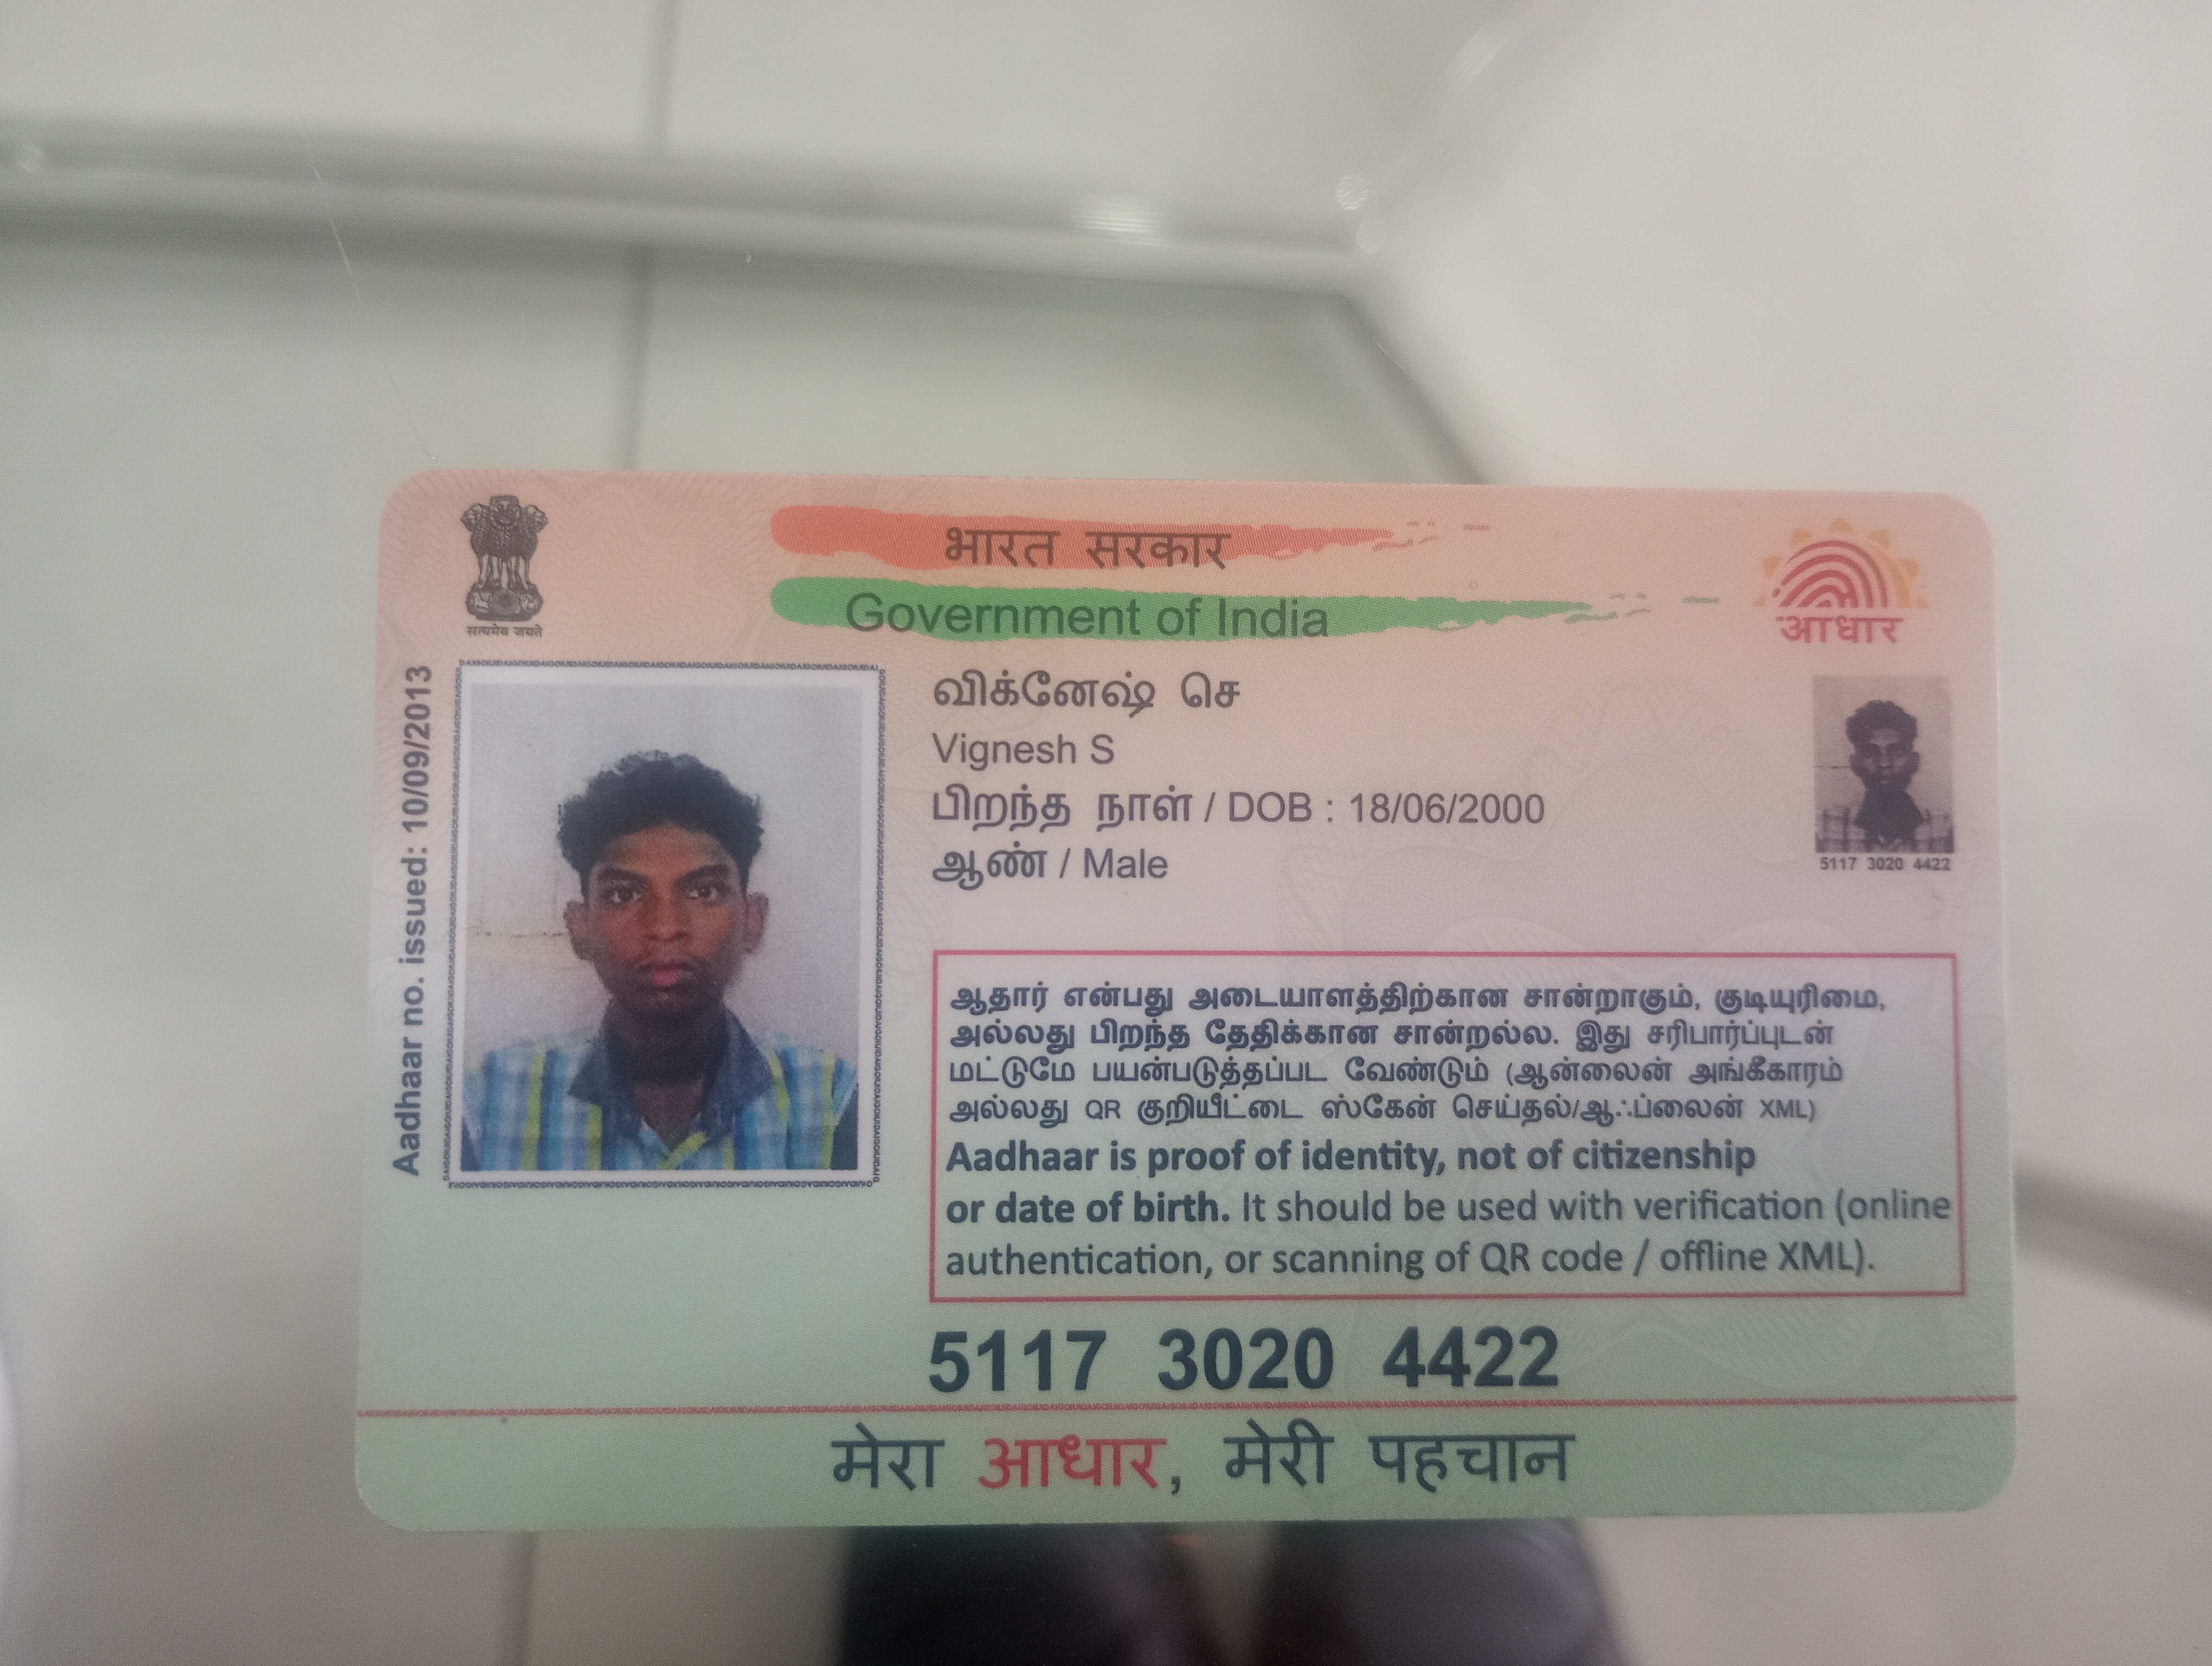 सत्यमेव जयते
भारत सरकार
Government of India
आधार
Aadhaar no. issued: 10/09/2013
விக்னேஷ் செ
Vignesh S
பிறந்த நாள் / DOB : 18/06/2000
ஆண் / Male
5117 3020 4422
ஆதார் என்பது அடையாளத்திற்கான சான்றாகும், குடியுரிமை,
அல்லது பிறந்த தேதிக்கான சான்றல்ல. இது சரிபார்ப்புடன்
மட்டுமே பயன்படுத்தப்பட வேண்டும் (ஆன்லைன் அங்கீகாரம்
அல்லது QR குறியீட்டை ஸ்கேன் செய்தல்/ஆஃப்லைன் XML)
Aadhaar is proof of identity, not of citizenship
or date of birth. It should be used with verification (online
authentication, or scanning of QR code / offline XML).
5117 3020 4422
मेरा आधार, मेरी पहचान